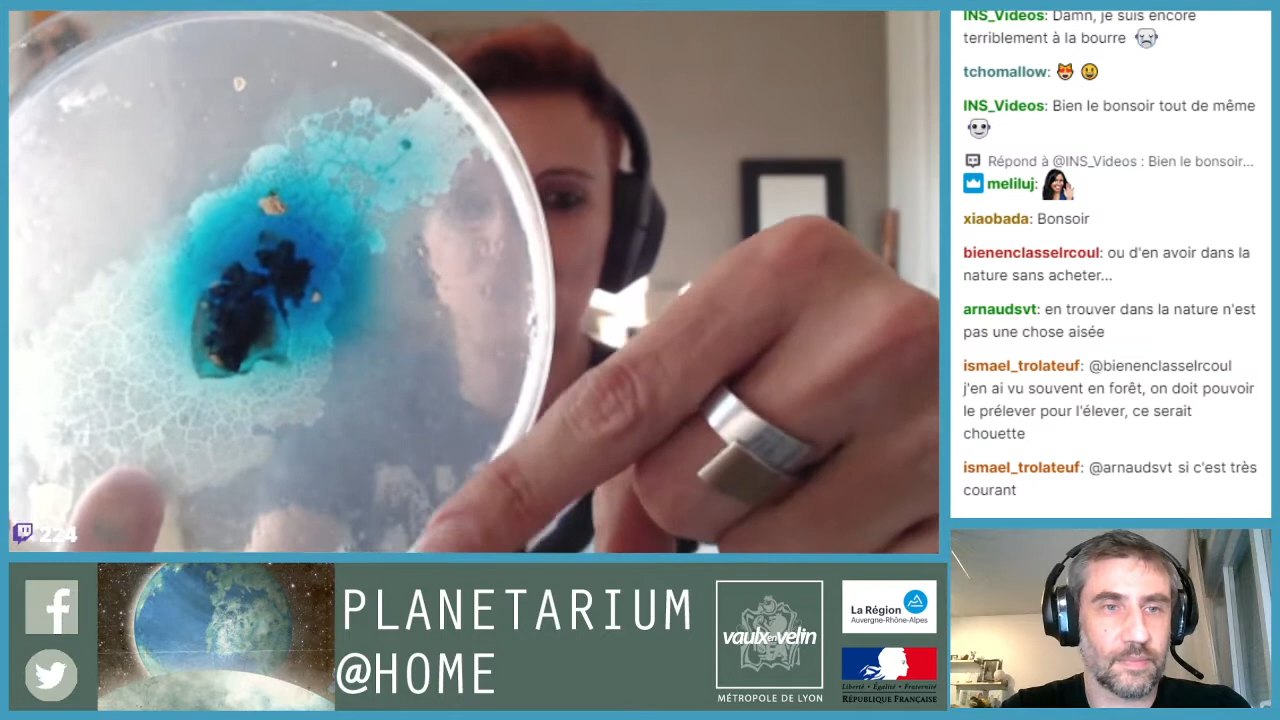 INS_Videos: Damn, je suis encore
terriblement à la bourre
tchomallow:
INS_Videos: Bien le bonsoir tout de même
Répond à @INS_Videos : Bien le bonsoir...
meliluj:
xiaobada: Bonsoir
bienenclasselrcoul: ou d'en avoir dans la
nature sans acheter...
arnaudsvt: en trouver dans la nature n'est
pas une chose aisée
ismael_trolateuf: @bienenclasselrcoul
j'en ai vu souvent en forêt, on doit pouvoir
le prélever pour l'élever, ce serait
chouette
ismael_trolateuf: @arnaudsvt si c'est très
courant
224
PLANETARIUM
@HOME
vaulx en velin
MÉTROPOLE DE LYON
La Région
Auvergne-Rhône-Alpes
Liberté • Égalité • Fraternité
RÉPUBLIQUE FRANÇAISE